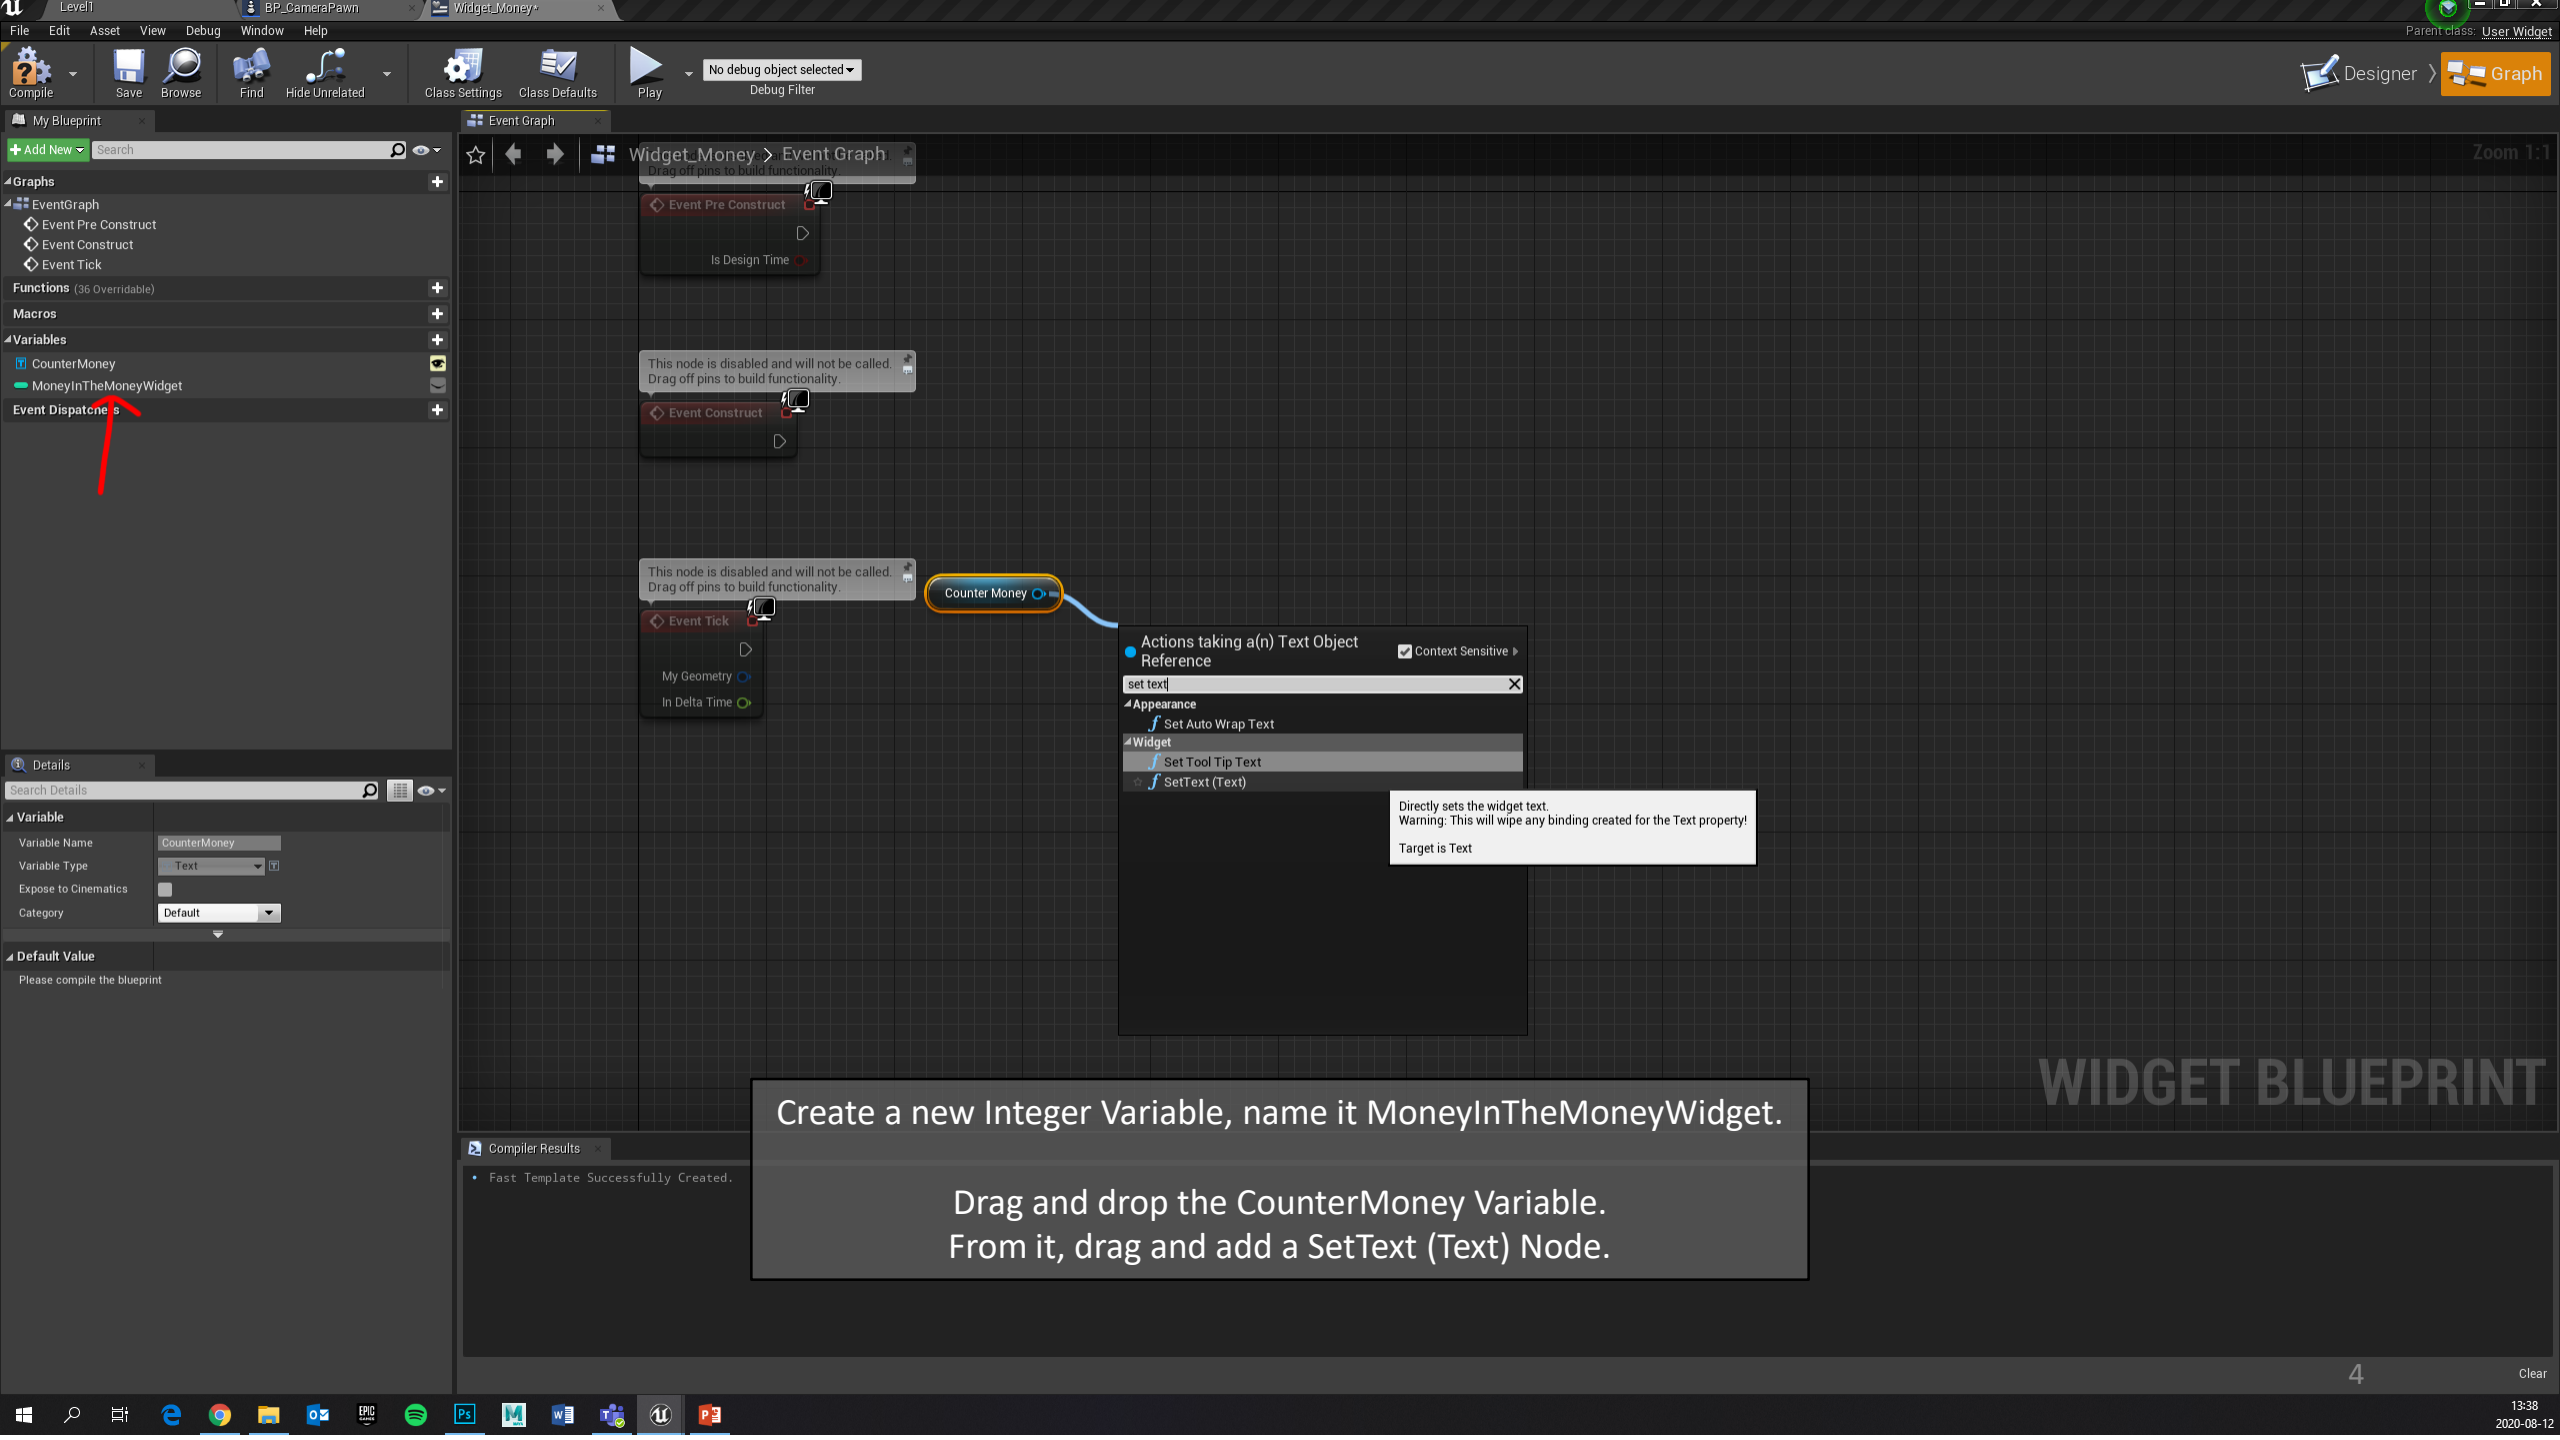 Level1
BP_CameraPawn
Widget_Money*
File Edit Asset View Debug Window Help
Parent class: User Widget
Compile
Save
Browse
Find
Hide Unrelated
Class Settings
Class Defaults
Play
No debug object selected
Debug Filter
Designer
Graph
My Blueprint
Event Graph
Add New
Search
Widget_Money > Event Graph
Zoom 1:1
Drag off pins to build functionality.
Graphs
EventGraph
Event Pre Construct
Event Construct
Event Tick
Functions (36 Overridable)
Macros
Variables
CounterMoney
MoneyInTheMoneyWidget
Event Dispatchers
Event Pre Construct
Is Design Time
This node is disabled and will not be called.
Drag off pins to build functionality.
Event Construct
This node is disabled and will not be called.
Drag off pins to build functionality.
Event Tick
My Geometry
In Delta Time
Counter Money
Actions taking a(n) Text Object
Reference
Context Sensitive
set text
Appearance
Set Auto Wrap Text
Widget
Set Tool Tip Text
SetText (Text)
Directly sets the widget text.
Warning: This will wipe any binding created for the Text property!
Target is Text
Details
Search Details
Variable
Variable Name CounterMoney
Variable Type Text
Expose to Cinematics
Category Default
Default Value
Please compile the blueprint
WIDGET BLUEPRINT
Compiler Results
Fast Template Successfully Created.
Create a new Integer Variable, name it MoneyInTheMoneyWidget.
Drag and drop the CounterMoney Variable.
From it, drag and add a SetText (Text) Node.
4
Clear
13:38
2020-08-12